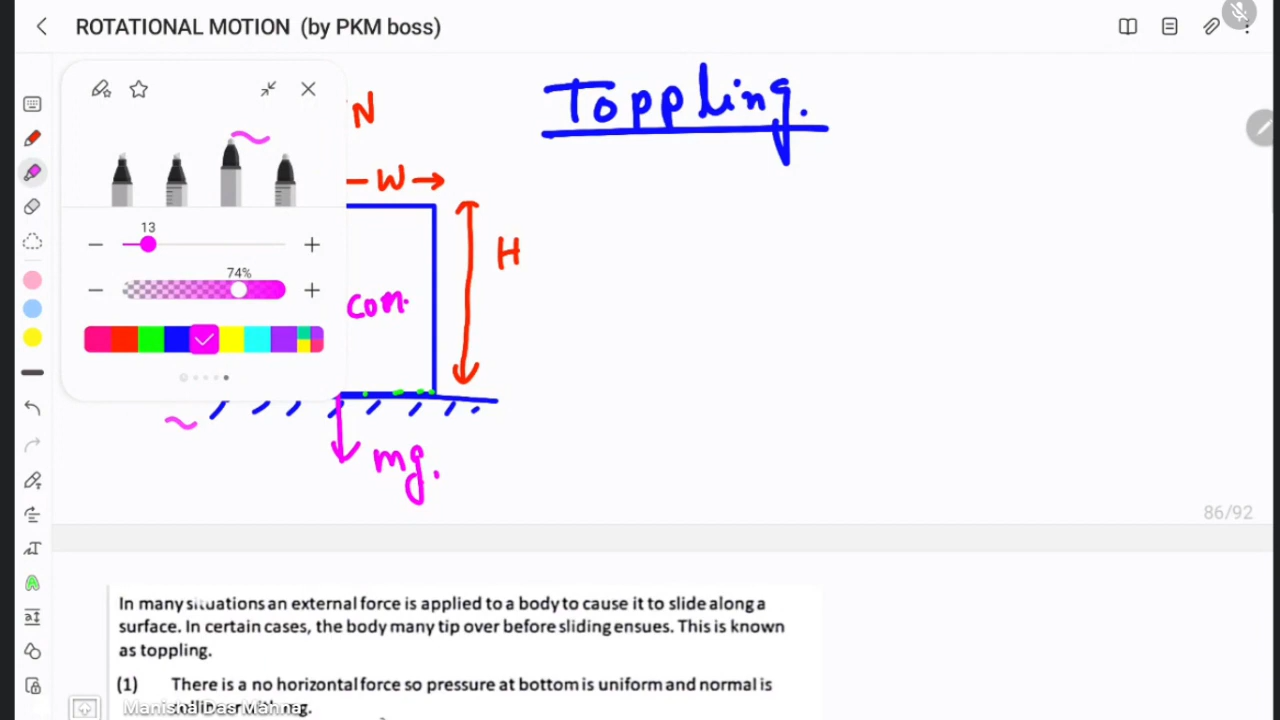 ROTATIONAL MOTION (by PKM boss)
Toppling.
N
W
13
H
74%
com.
mg.
86/92
In many situations an external force is applied to a body to cause it to slide along a
surface. In certain cases, the body many tip over before sliding ensues. This is known
as toppling.
(1) There is a no horizontal force so pressure at bottom is uniform and normal is
Manisha Das Mahna